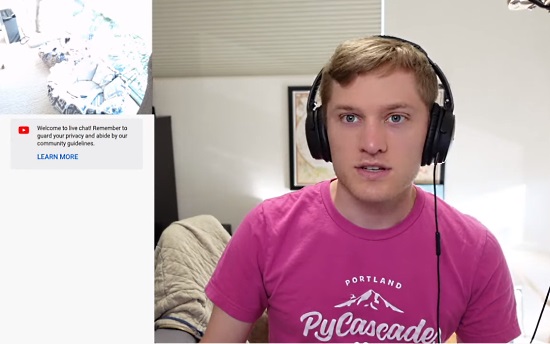 Welcome to live chat! Remember to
guard your privacy and abide by our
community guidelines.
LEARN MORE
PORTLAND
PyCascades